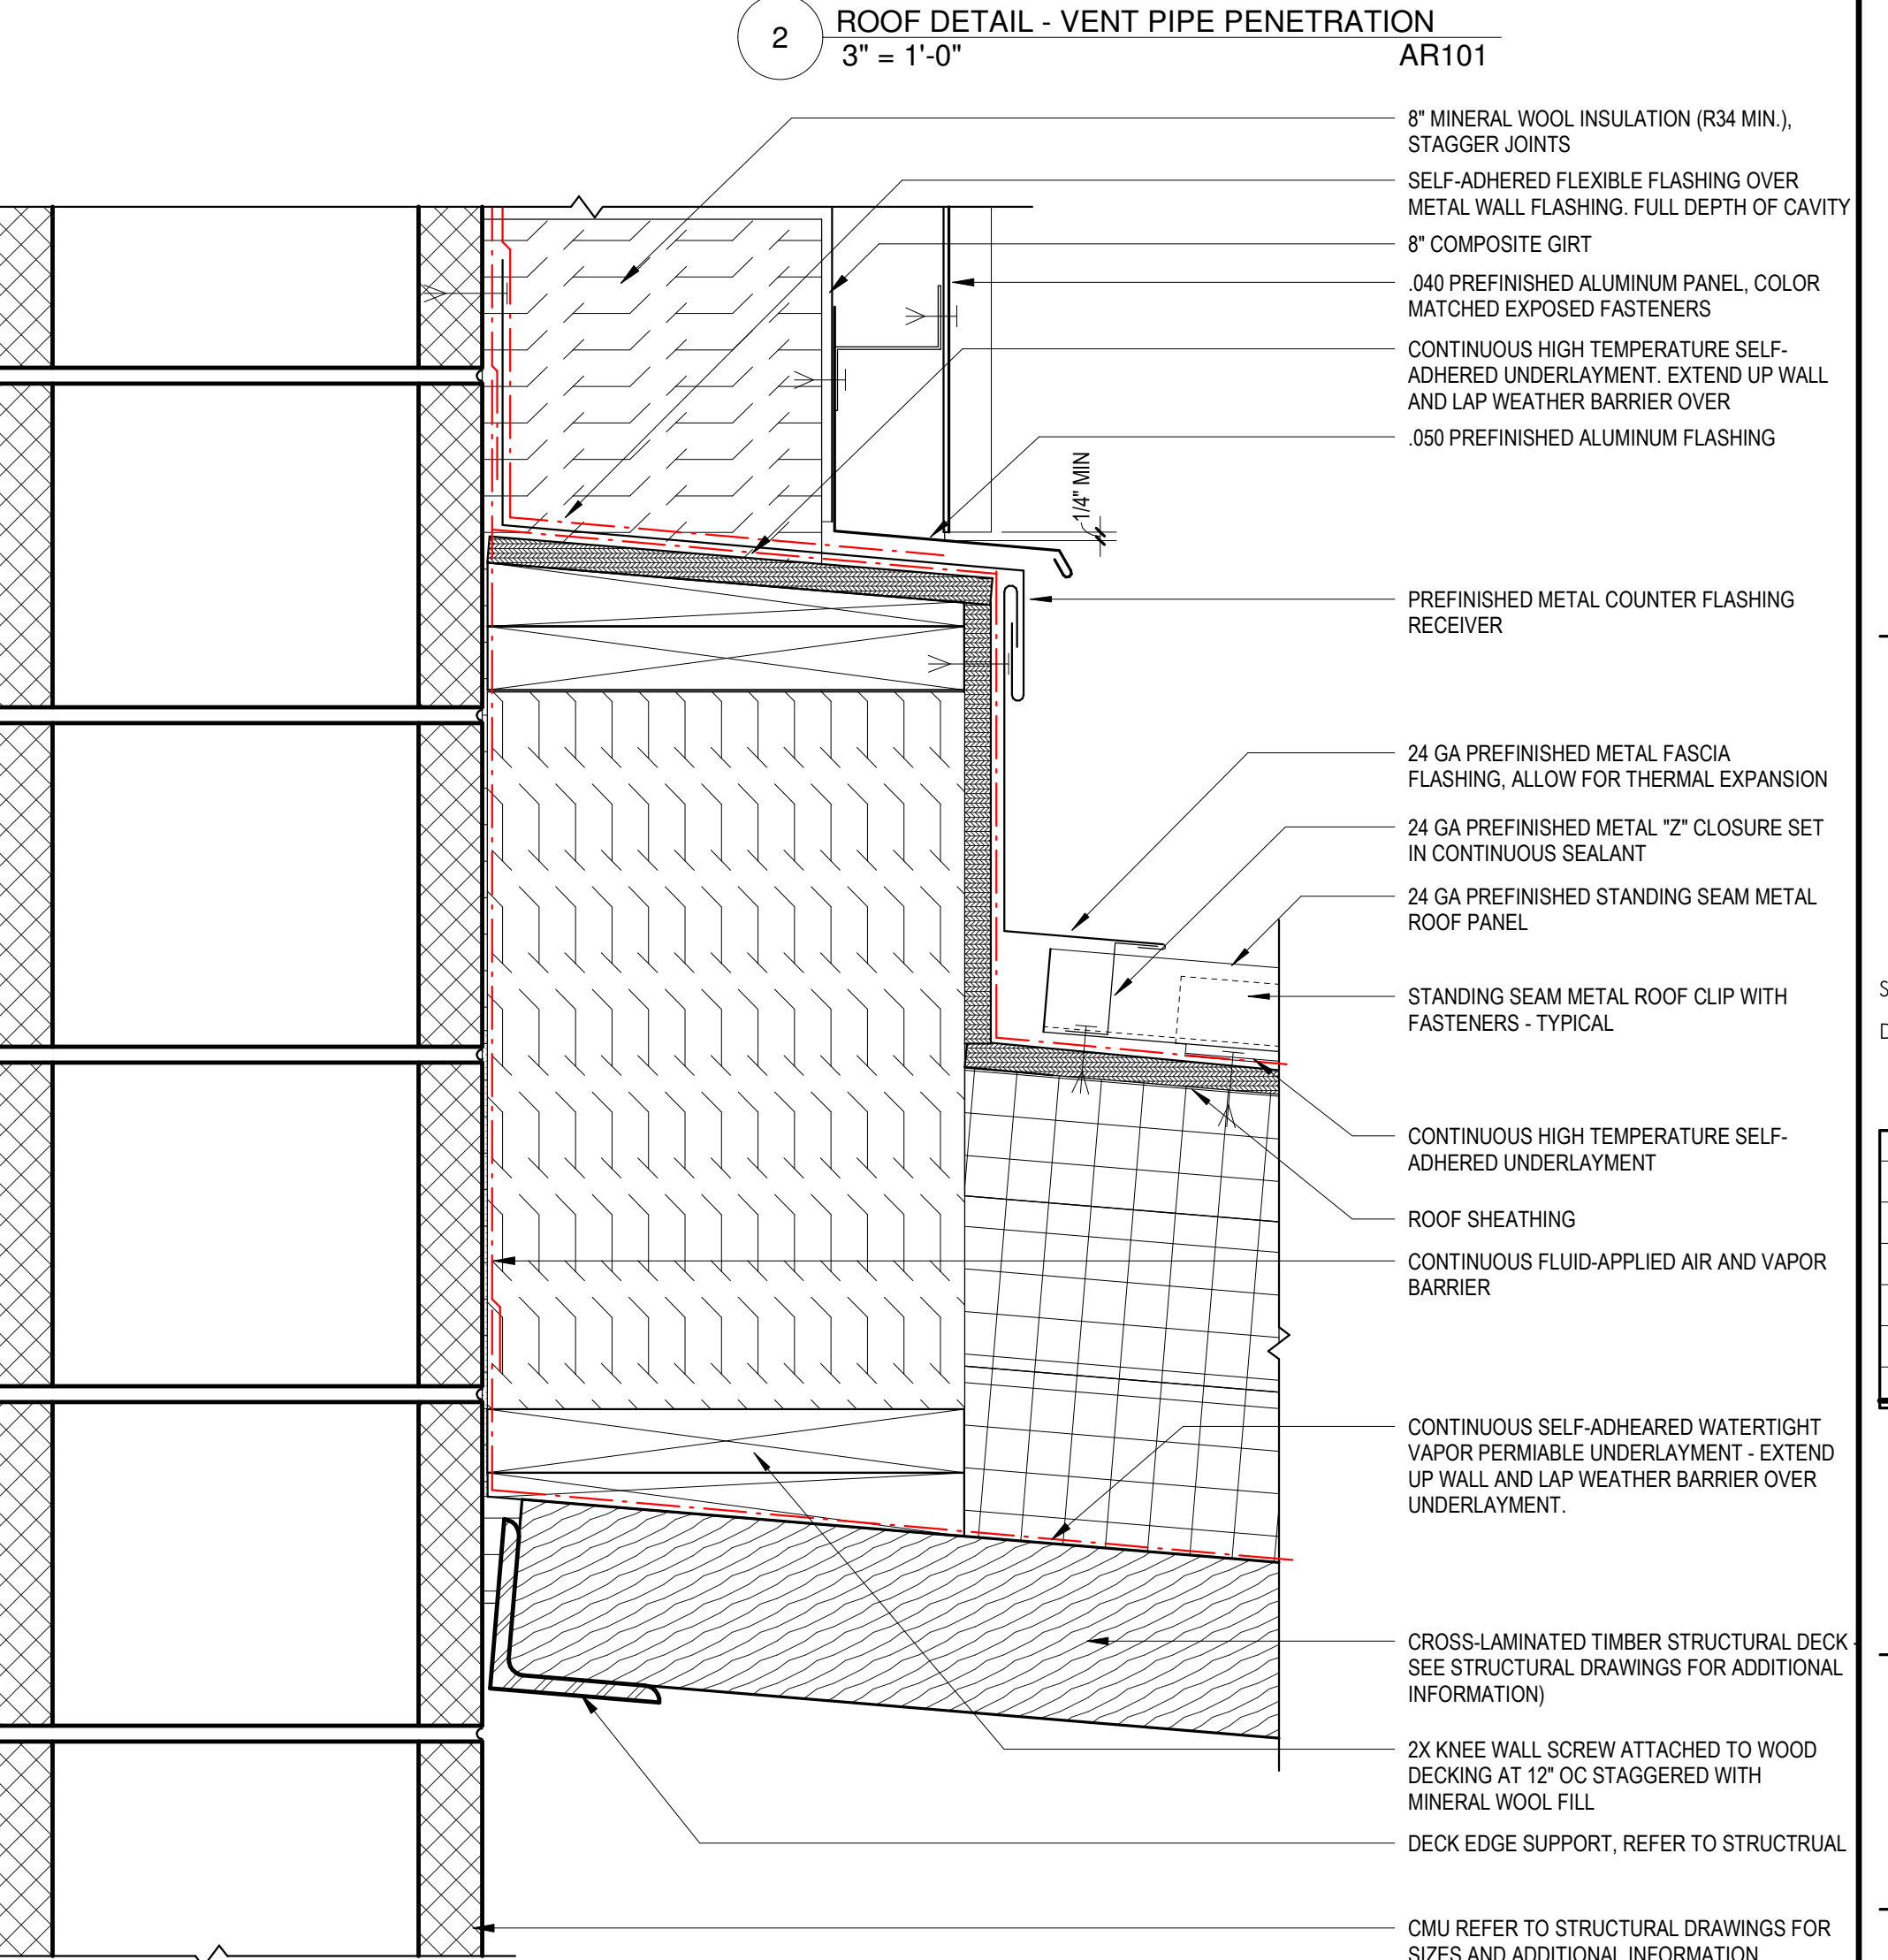 2
ROOF DETAIL - VENT PIPE PENETRATION
3" = 1'-0"
AR101
8" MINERAL WOOL INSULATION (R34 MIN.),
STAGGER JOINTS
SELF-ADHERED FLEXIBLE FLASHING OVER
METAL WALL FLASHING. FULL DEPTH OF CAVITY
8" COMPOSITE GIRT
.040 PREFINISHED ALUMINUM PANEL, COLOR
MATCHED EXPOSED FASTENERS
CONTINUOUS HIGH TEMPERATURE SELF-
ADHERED UNDERLAYMENT. EXTEND UP WALL
AND LAP WEATHER BARRIER OVER
.050 PREFINISHED ALUMINUM FLASHING
1/4" MIN
PREFINISHED METAL COUNTER FLASHING
RECEIVER
24 GA PREFINISHED METAL FASCIA
FLASHING, ALLOW FOR THERMAL EXPANSION
24 GA PREFINISHED METAL "Z" CLOSURE SET
IN CONTINUOUS SEALANT
24 GA PREFINISHED STANDING SEAM METAL
ROOF PANEL
STANDING SEAM METAL ROOF CLIP WITH
FASTENERS - TYPICAL
CONTINUOUS HIGH TEMPERATURE SELF-
ADHERED UNDERLAYMENT
ROOF SHEATHING
CONTINUOUS FLUID-APPLIED AIR AND VAPOR
BARRIER
CONTINUOUS SELF-ADHEARED WATERTIGHT
VAPOR PERMIABLE UNDERLAYMENT - EXTEND
UP WALL AND LAP WEATHER BARRIER OVER
UNDERLAYMENT.
CROSS-LAMINATED TIMBER STRUCTURAL DECK -
SEE STRUCTURAL DRAWINGS FOR ADDITIONAL
INFORMATION)
2X KNEE WALL SCREW ATTACHED TO WOOD
DECKING AT 12" OC STAGGERED WITH
MINERAL WOOL FILL
DECK EDGE SUPPORT, REFER TO STRUCTRUAL
CMU REFER TO STRUCTURAL DRAWINGS FOR
SIZES AND ADDITIONAL INFORMATION